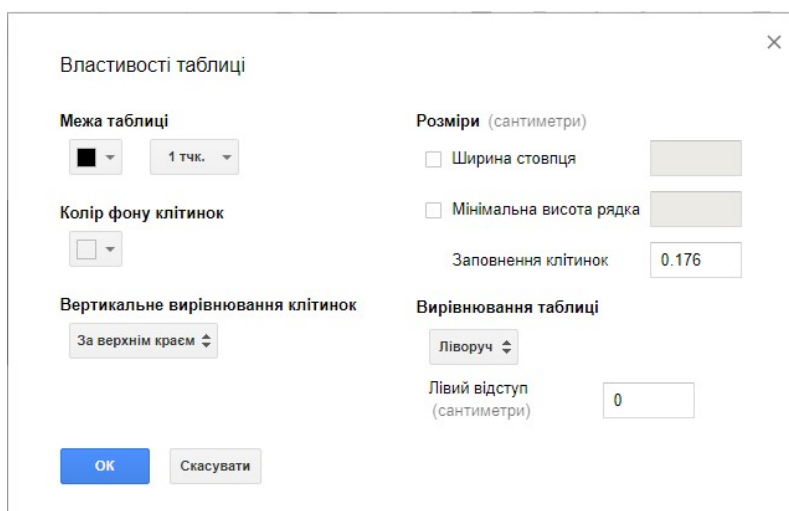 Властивості таблиці
Межа таблиці
1 тчк.
Колір фону клітинок
Вертикальне вирівнювання клітинок
За верхнім краєм
Розміри (сантиметри)
Ширина стовпця
Мінімальна висота рядка
Заповнення клітинок 0.176
Вирівнювання таблиці
Ліворуч
Лівий відступ
(сантиметри)
0
ОК Скасувати